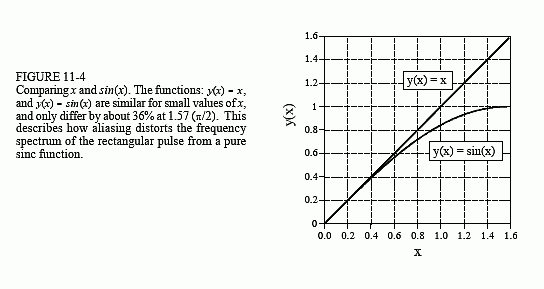 FIGURE 11-4
Comparing x and sin(x). The functions: y(x) = x,
and y(x) = sin(x) are similar for small values of x,
and only differ by about 36% at 1.57 (π/2). This
describes how aliasing distorts the frequency
spectrum of the rectangular pulse from a pure
sinc function.
y(x)
1.6
1.4
1.2
1
0.8
0.6
0.4
0.2
0
y(x) = x
y(x) = sin(x)
0.0 0.2 0.4 0.6 0.8 1.0 1.2 1.4 1.6
x